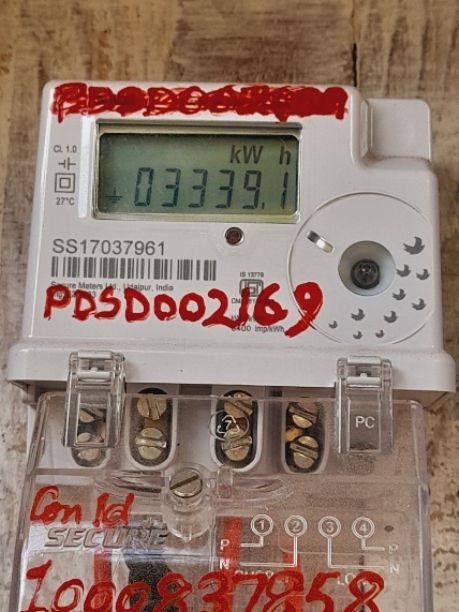 kW h
Cl. 1.0
03339.1
27°C
SS17037961
IS 13779
Secure Meters Ltd., Udaipur, India
PDSD002169
6400 imp/kWh
PC
Con Id
SECURE
1 2 3 4
P P
N N
I000837858